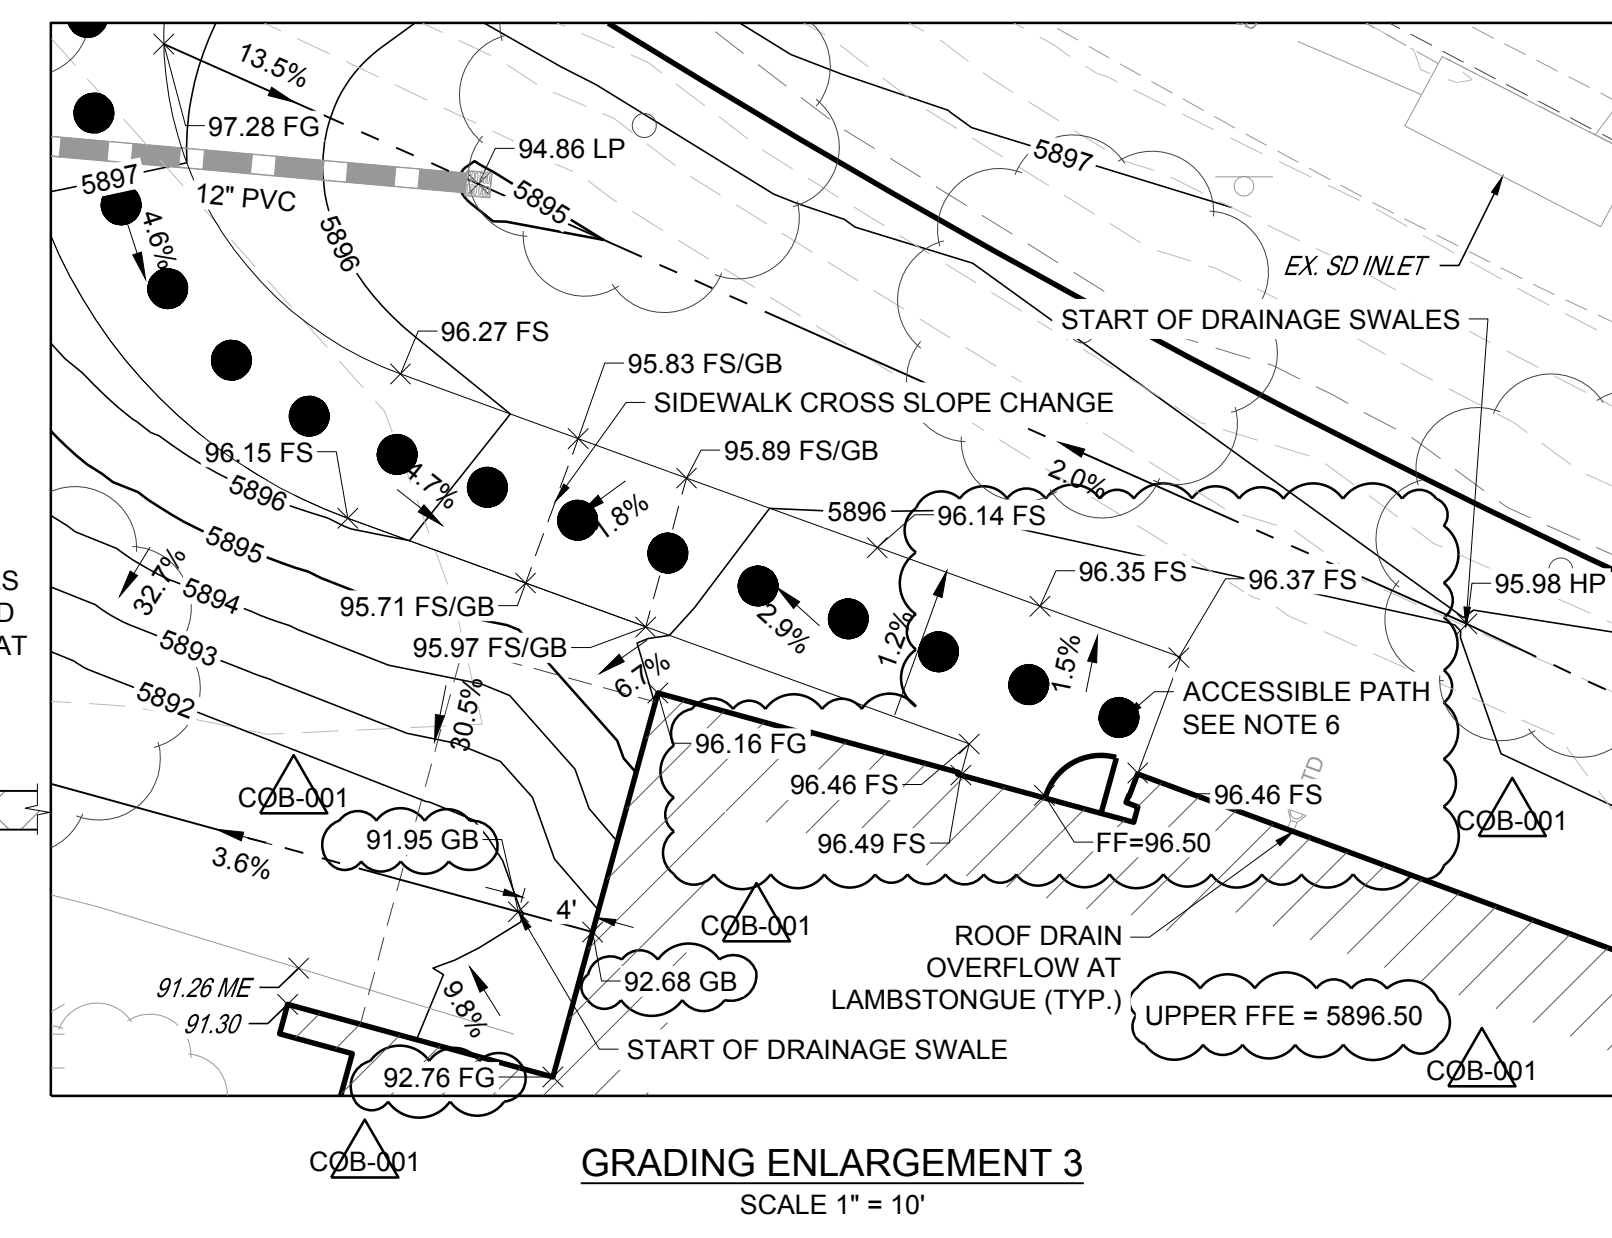 13.5%
97.28 FG
94.86 LP
5897
5897
12" PVC
5895
4.6%
5896
EX. SD INLET
START OF DRAINAGE SWALES
96.27 FS
95.83 FS/GB
SIDEWALK CROSS SLOPE CHANGE
96.15 FS
95.89 FS/GB
4.7%
2.0%
5896
5896
96.14 FS
1.8%
5895
32.7%
S
D
AT
5894
95.71 FS/GB
96.35 FS
96.37 FS
95.98 HP
2.9%
1.2%
5893
95.97 FS/GB
6.7%
1.5%
5892
30.5%
ACCESSIBLE PATH
SEE NOTE 6
96.16 FG
TD
COB-001
96.46 FS
96.46 FS
COB-001
91.95 GB
96.49 FS
FF=96.50
3.6%
4'
COB-001
ROOF DRAIN
OVERFLOW AT
LAMBSTONGUE (TYP.)
92.68 GB
91.26 ME
91.30
9.8%
UPPER FFE = 5896.50
START OF DRAINAGE SWALE
92.76 FG
COB-001
COB-001
GRADING ENLARGEMENT 3
SCALE 1" = 10'